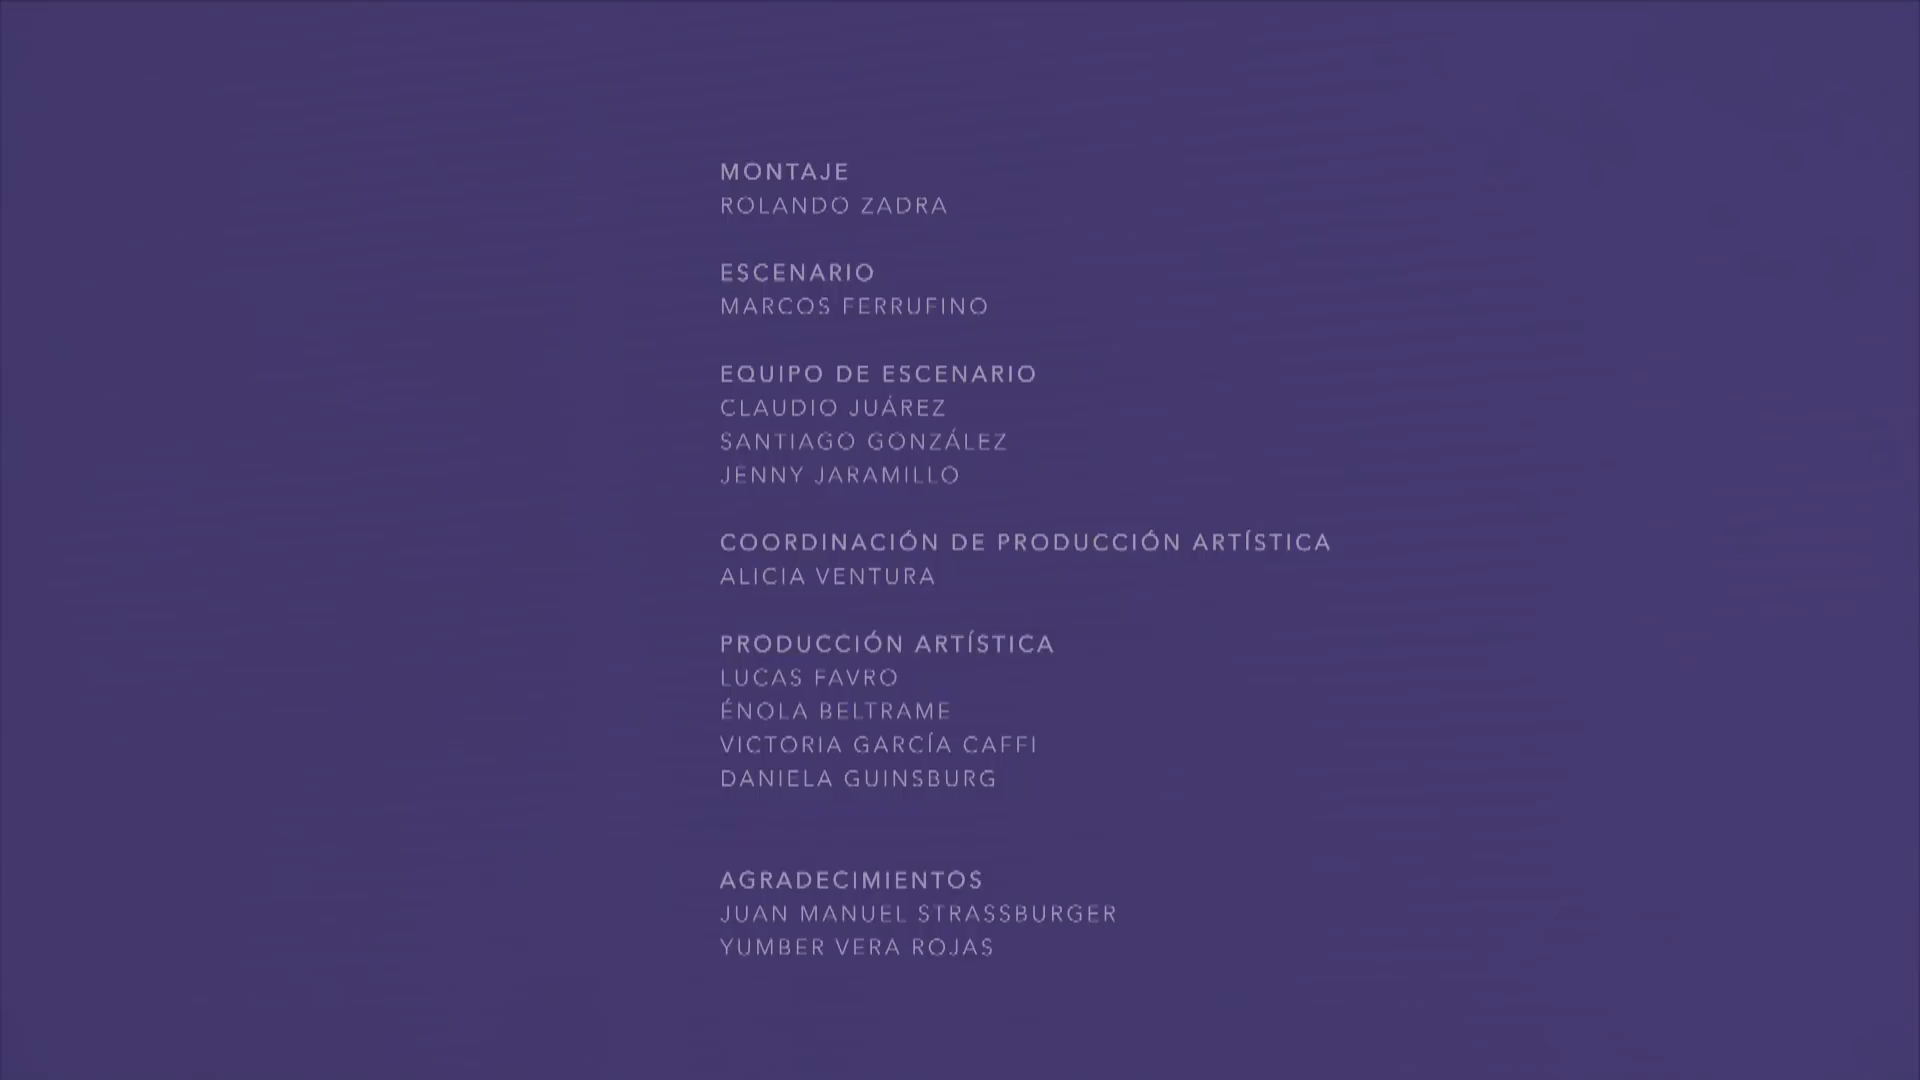 MONTAJE
ROLANDO ZADRA
ESCENARIO
MARCOS FERRUFINO
EQUIPO DE ESCENARIO
CLAUDIO JUÁREZ
SANTIAGO GONZÁLEZ
JENNY JARAMILLO
COORDINACIÓN DE PRODUCCIÓN ARTÍSTICA
ALICIA VENTURA
PRODUCCIÓN ARTÍSTICA
LUCAS FAVRO
ÉNOLA BELTRAME
VICTORIA GARCÍA CAFFI
DANIELA GUINSBURG
AGRADECIMIENTOS
JUAN MANUEL STRASSBURGER
YUMBER VERA ROJAS